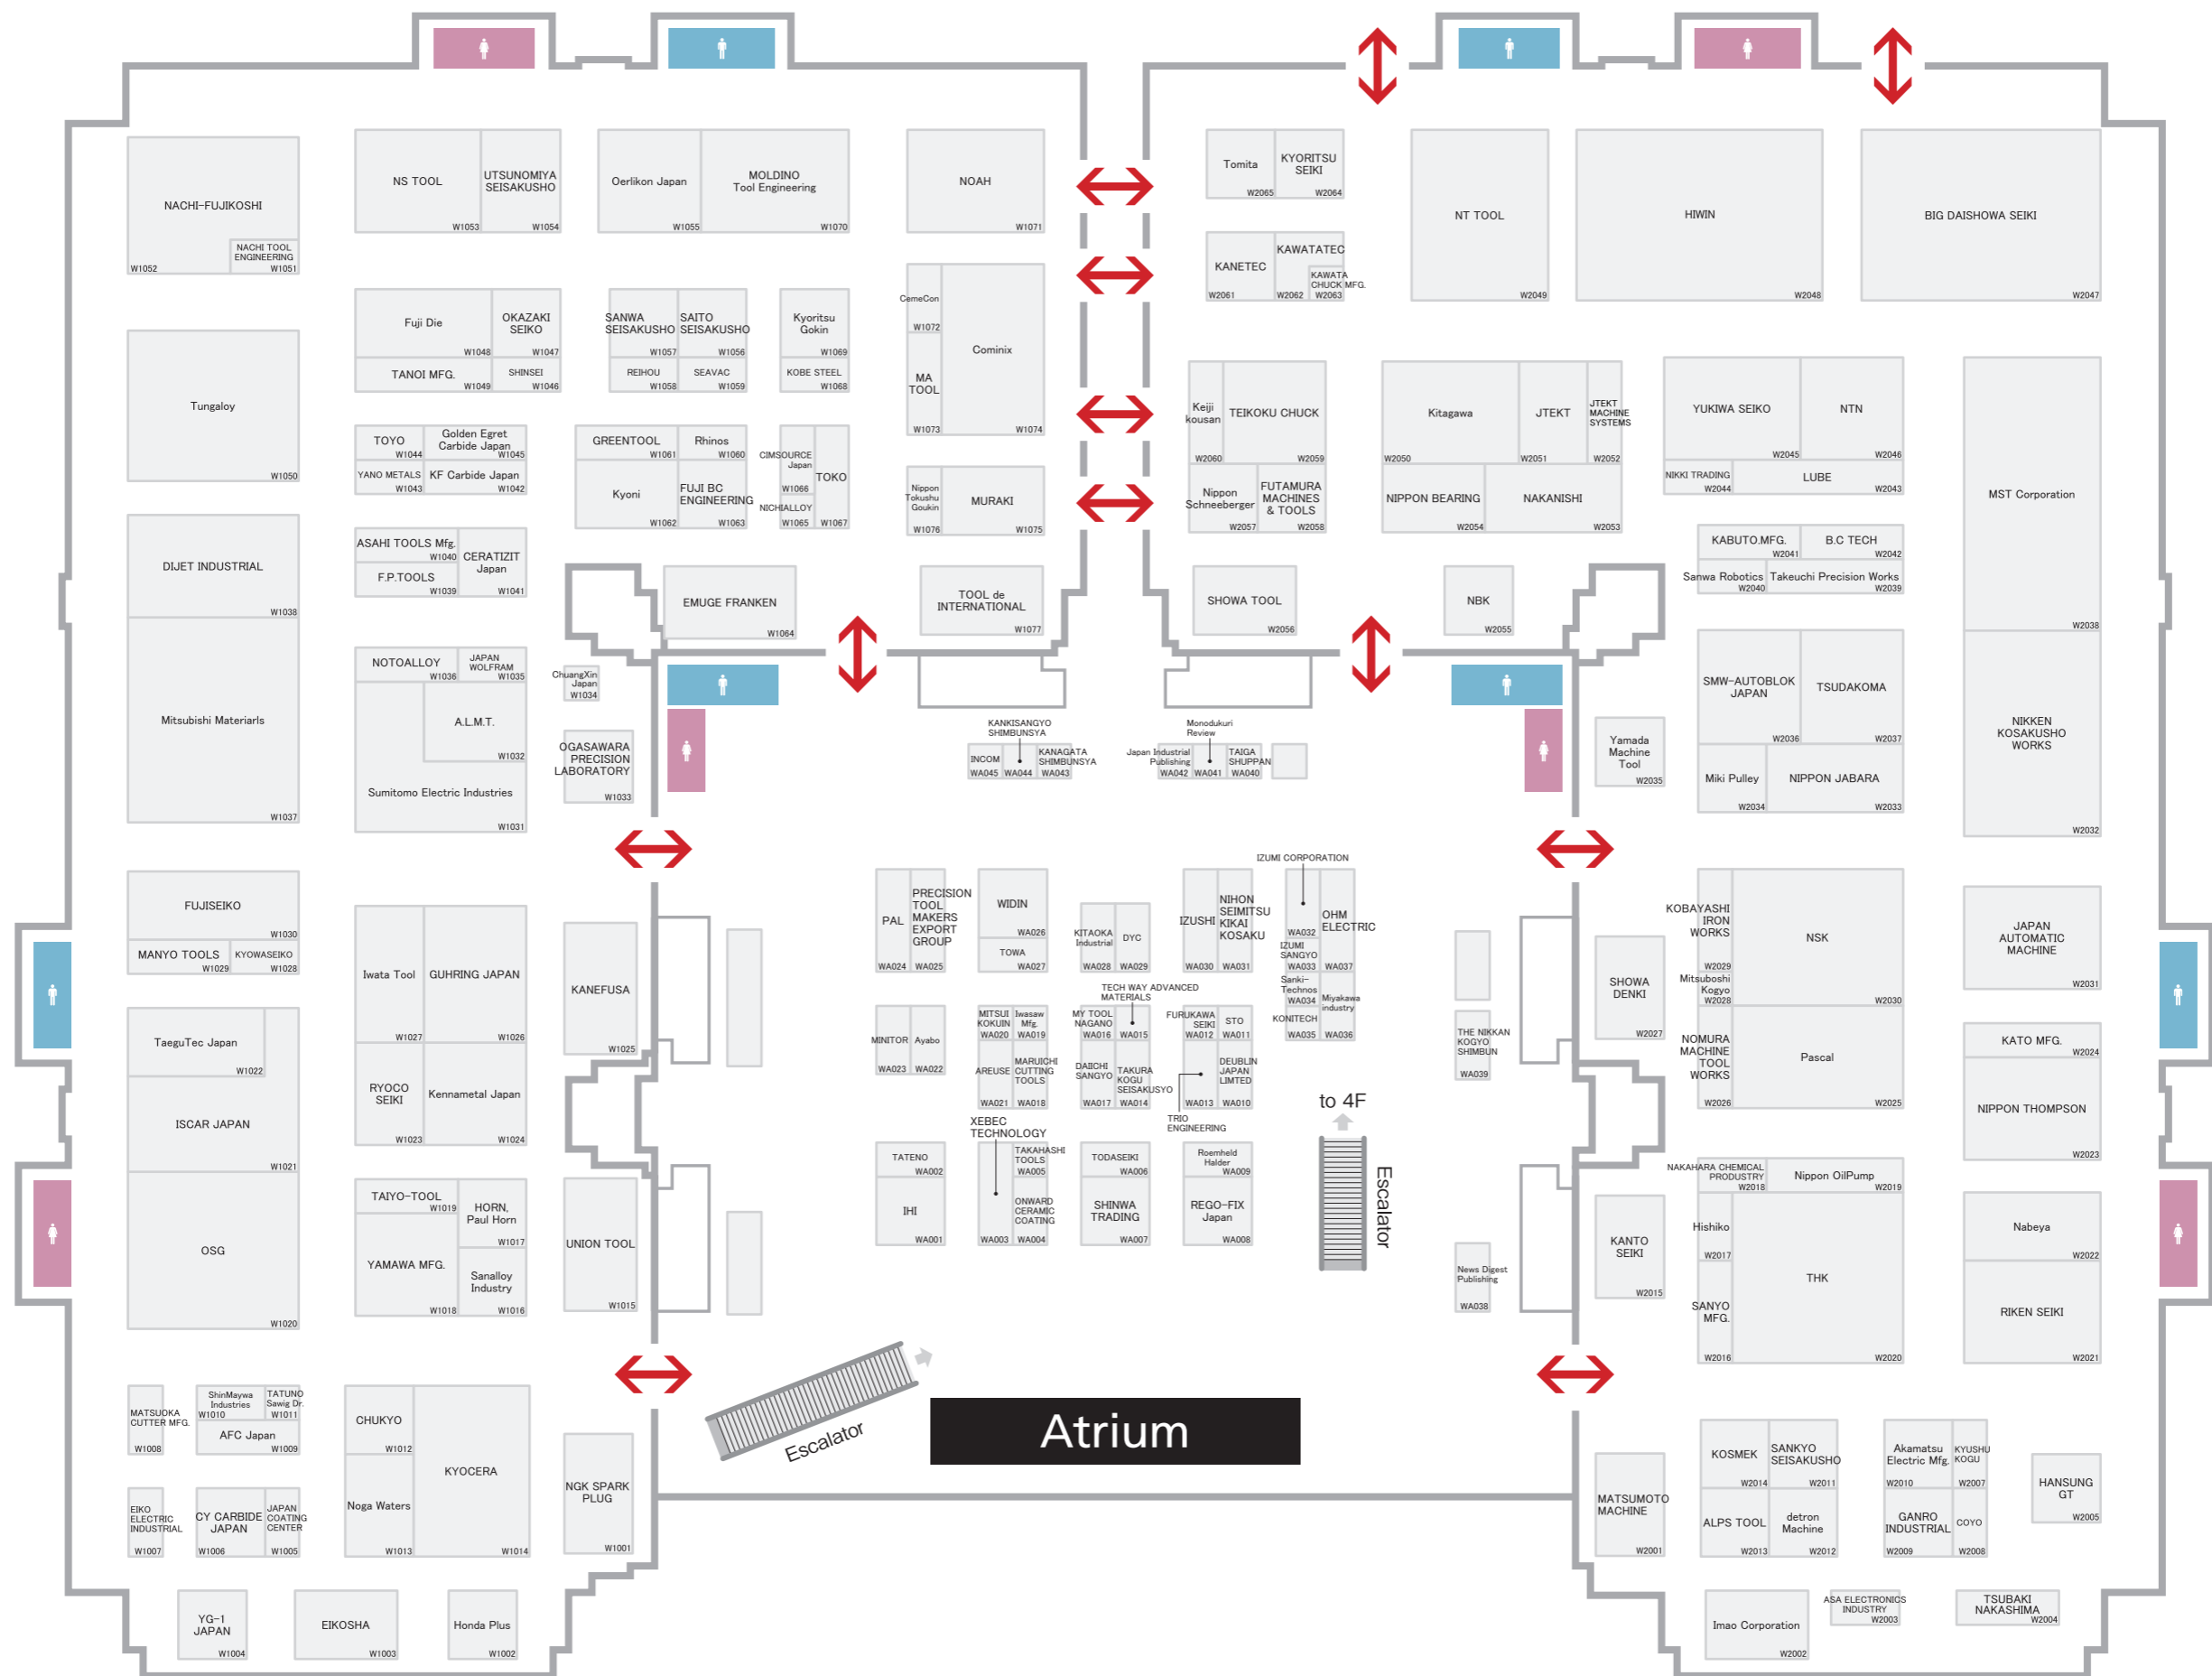 NACHI-FUJIKOSHI
W1052
NACHI TOOL
ENGINEERING
W1051
NS TOOL
W1053
UTSUNOMIYA
SEISAKUSHO
W1054
Oerlikon Japan
W1055
MOLDINO
Tool Engineering
W1070
NOAH
W1071
Tomita
W2065
KYORITSU
SEIKI
W2064
NT TOOL
W2049
HIWIN
W2048
BIG DAISHOWA SEIKI
W2047
KANETEC
W2061
KAWATATEC
W2062
KAWATA
CHUCK MFG.
W2063
Tungaloy
W1050
Fuji Die
W1048
OKAZAKI
SEIKO
W1047
TANOI MFG.
W1049
SHINSEI
W1046
SANWA
SEISAKUSHO
W1057
SAITO
SEISAKUSHO
W1056
REIHOU
W1058
SEAVAC
W1059
Kyoritsu
Gokin
W1069
KOBE STEEL
W1068
CemeCon
W1072
MA
TOOL
W1073
Cominix
W1074
Keiji
kousan
W2060
TEIKOKU CHUCK
W2059
Nippon
Schneeberger
W2057
FUTAMURA
MACHINES
& TOOLS
W2058
Kitagawa
W2050
JTEKT
W2051
JTEKT
MACHINE
SYSTEMS
W2052
NIPPON BEARING
W2054
NAKANISHI
W2053
YUKIWA SEIKO
W2045
NTN
W2046
NIKKI TRADING
W2044
LUBE
W2043
MST Corporation
W2038
TOYO
W1044
Golden Egret
Carbide Japan
W1045
YANO METALS
W1043
KF Carbide Japan
W1042
GREENTOOL
W1061
Rhinos
W1060
Kyoni
W1062
FUJI BC
ENGINEERING
W1063
CIMSOURCE
Japan
W1066
NICHIALLOY
W1065
TOKO
W1067
Nippon
Tokushu
Goukin
W1076
MURAKI
W1075
DIJET INDUSTRIAL
W1038
ASAHI TOOLS Mfg.
W1040
F.P.TOOLS
W1039
CERATIZIT
Japan
W1041
EMUGE FRANKEN
W1064
TOOL de
INTERNATIONAL
W1077
SHOWA TOOL
W2056
NBK
W2055
KABUTO.MFG.
W2041
B.C TECH
W2042
Sanwa Robotics
W2040
Takeuchi Precision Works
W2039
Mitsubishi Materiarls
W1037
NOTOALLOY
W1036
JAPAN
WOLFRAM
W1035
A.L.M.T.
W1032
Sumitomo Electric Industries
W1031
ChuangXin
Japan
W1034
OGASAWARA
PRECISION
LABORATORY
W1033
KANKISANGYO
SHIMBUNSYA
INCOM
WA045
WA044
KANAGATA
SHIMBUNSYA
WA043
Monodukuri
Review
Japan Industrial
Publishing
WA042
WA041
TAIGA
SHUPPAN
WA040
Yamada
Machine
Tool
W2035
SMW-AUTOBLOK
JAPAN
W2036
TSUDAKOMA
W2037
Miki Pulley
W2034
NIPPON JABARA
W2033
NIKKEN
KOSAKUSHO
WORKS
W2032
FUJISEIKO
W1030
MANYO TOOLS
W1029
KYOWASEIKO
W1028
Iwata Tool
W1027
GUHRING JAPAN
W1026
KANEFUSA
W1025
PAL
WA024
PRECISION
TOOL
MAKERS
EXPORT
GROUP
WA025
WIDIN
WA026
TOWA
WA027
KITAOKA
Industrial
WA028
DYC
WA029
IZUSHI
WA030
NIHON
SEIMITSU
KIKAI
KOSAKU
WA031
IZUMI CORPORATION
WA032
IZUMI
SANGYO
WA033
OHM
ELECTRIC
WA037
Sanki-
Technos
WA034
KONITECH
WA035
Miyakawa
industry
WA036
THE NIKKAN
KOGYO
SHIMBUN
WA039
SHOWA
DENKI
W2027
KOBAYASHI
IRON
WORKS
W2029
Mitsuboshi
Kogyo
W2028
NSK
W2030
NOMURA
MACHINE
TOOL
WORKS
W2026
Pascal
W2025
JAPAN
AUTOMATIC
MACHINE
W2031
KATO MFG.
W2024
NIPPON THOMPSON
W2023
TaeguTec Japan
W1022
ISCAR JAPAN
W1021
RYOCO
SEIKI
W1023
Kennametal Japan
W1024
MINITOR
WA023
Ayabo
WA022
MITSUI
KOKUIN
WA020
Iwasaw
Mfg.
WA019
AREUSE
WA021
MARUICHI
CUTTING
TOOLS
WA018
TECH WAY ADVANCED
MATERIALS
MY TOOL
NAGANO
WA016
WA015
DAIICHI
SANGYO
WA017
TAKURA
KOGU
SEISAKUSYO
WA014
FURUKAWA
SEIKI
WA012
STO
WA011
WA013
DEUBLIN
JAPAN
LIMTED
WA010
TRIO
ENGINEERING
to 4F
Escalator
OSG
W1020
TAIYO-TOOL
W1019
HORN,
Paul Horn
W1017
YAMAWA MFG.
W1018
Sanalloy
Industry
W1016
UNION TOOL
W1015
TATENO
WA002
IHI
WA001
XEBEC
TECHNOLOGY
WA003
TAKAHASHI
TOOLS
WA005
ONWARD
CERAMIC
COATING
WA004
TODASEIKI
WA006
SHINWA
TRADING
WA007
Roemheld
Halder
WA009
REGO-FIX
Japan
WA008
News Digest
Publishing
WA038
KANTO
SEIKI
W2015
NAKAHARA CHEMICAL
PRODUSTRY
W2018
Nippon OilPump
W2019
Hishiko
W2017
SANYO
MFG.
W2016
THK
W2020
Nabeya
W2022
RIKEN SEIKI
W2021
MATSUOKA
CUTTER MFG.
W1008
ShinMaywa
Industries
W1010
TATUNO
Sawig Dr.
W1011
AFC Japan
W1009
EIKO
ELECTRIC
INDUSTRIAL
W1007
CY CARBIDE
JAPAN
W1006
JAPAN
COATING
CENTER
W1005
CHUKYO
W1012
Noga Waters
W1013
KYOCERA
W1014
NGK SPARK
PLUG
W1001
Escalator
Atrium
MATSUMOTO
MACHINE
W2001
KOSMEK
W2014
SANKYO
SEISAKUSHO
W2011
ALPS TOOL
W2013
detron
Machine
W2012
Akamatsu
Electric Mfg.
W2010
KYUSHU
KOGU
W2007
GANRO
INDUSTRIAL
W2009
COYO
W2008
HANSUNG
GT
W2005
YG-1
JAPAN
W1004
EIKOSHA
W1003
Honda Plus
W1002
Imao Corporation
W2002
ASA ELECTRONICS
INDUSTRY
W2003
TSUBAKI
NAKASHIMA
W2004